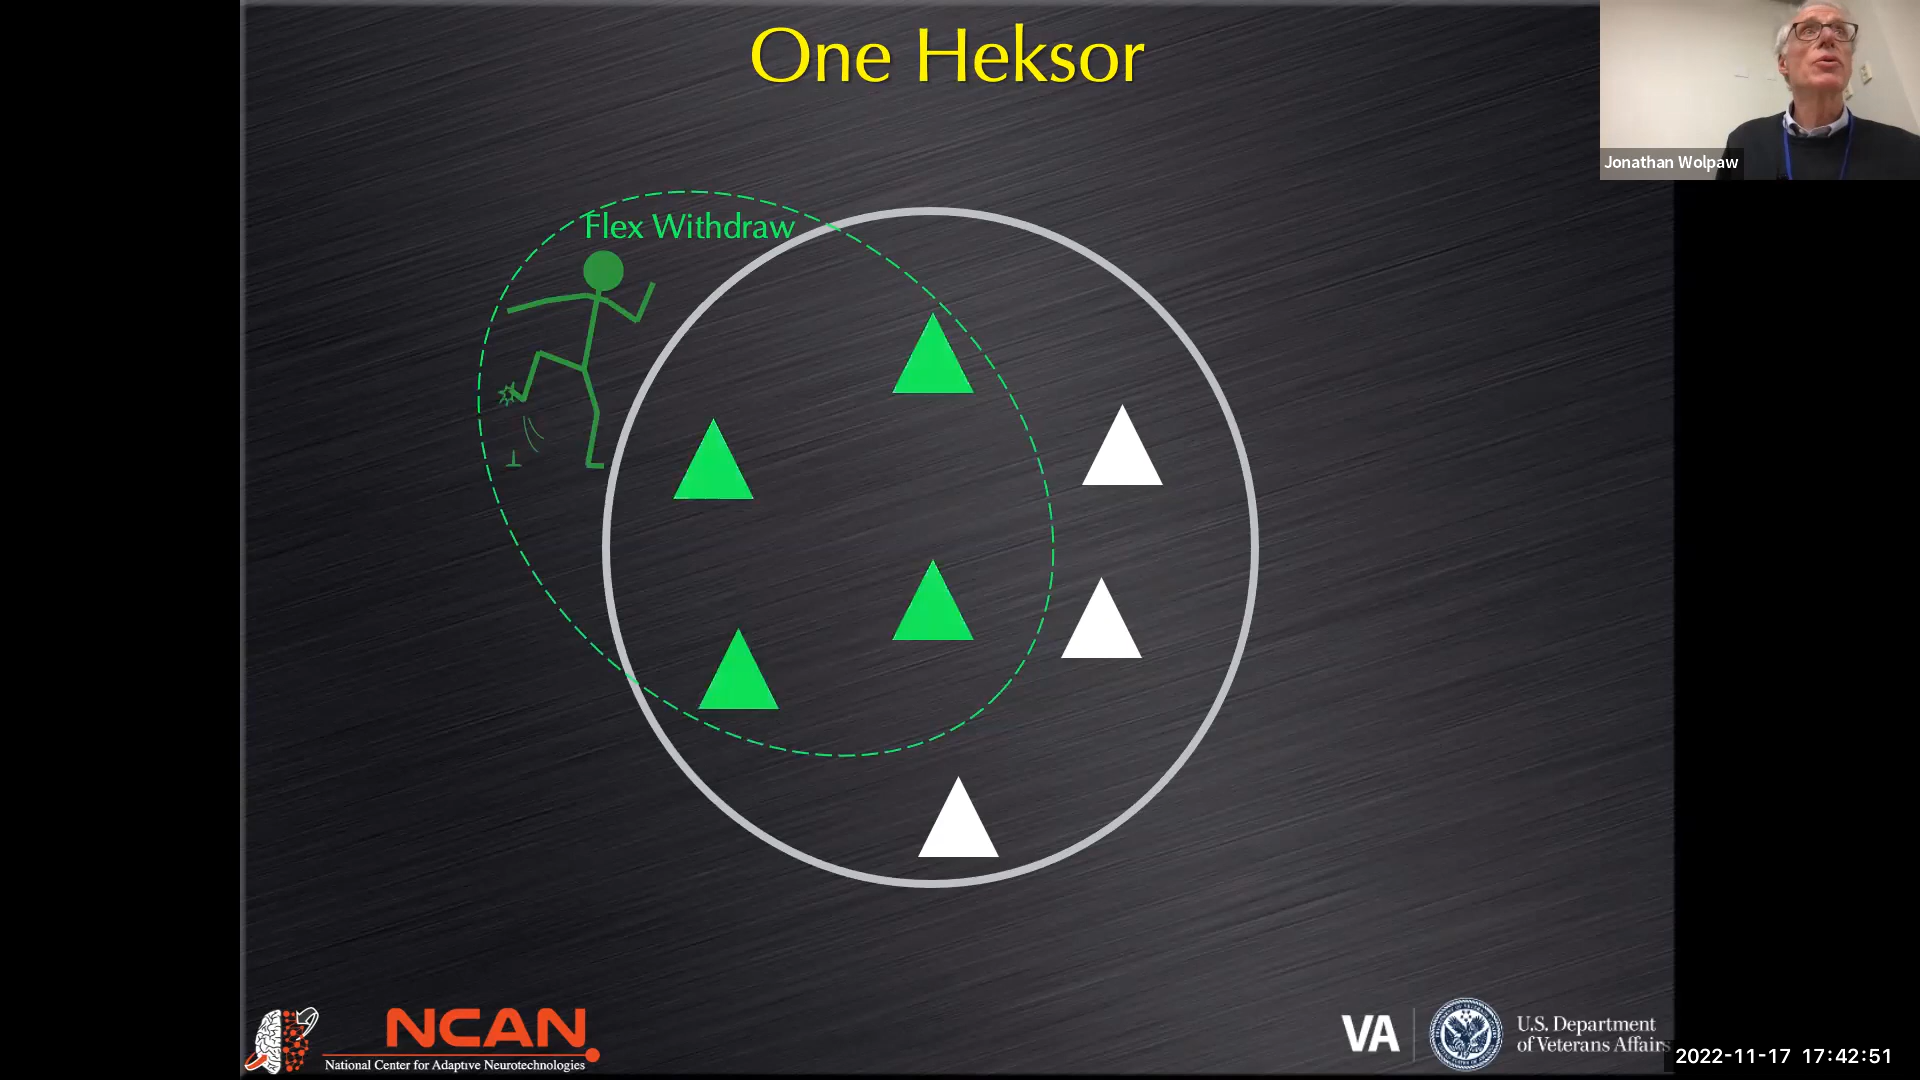 One Heksor
Jonathan Wolpaw
Flex Withdraw
NCAN
National Center for Adaptive Neurotechnologies
VA
U.S. Department
of Veterans Affairs
2022-11-17 17:42:51